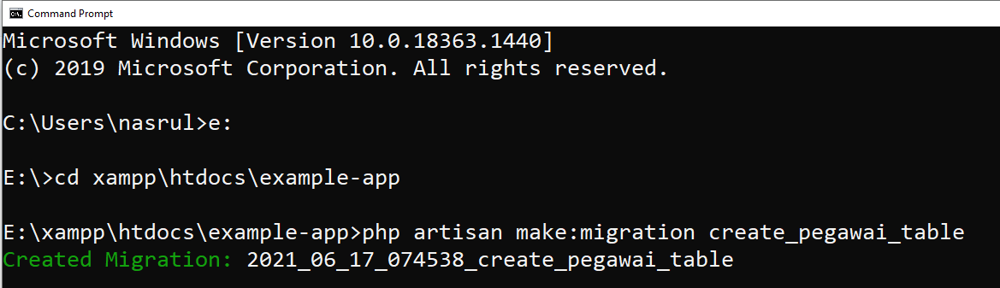 Command Prompt
Microsoft Windows [Version 10.0.18363.1440]
(c) 2019 Microsoft Corporation. All rights reserved.
C:\Users\nasrul>e:
E:\>cd xampp\htdocs\example-app
E:\xampp\htdocs\example-app>php artisan make:migration create_pegawai_table
Created Migration: 2021_06_17_074538_create_pegawai_table